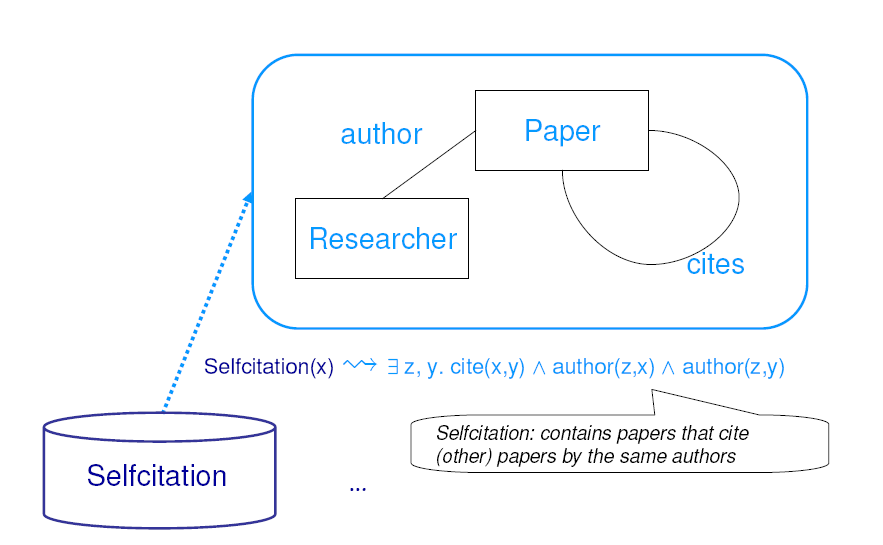 author
Paper
Researcher
cites
Selfcitation(x) ⇝ ∃ z, y. cite(x,y) ∧ author(z,x) ∧ author(z,y)
Selfcitation: contains papers that cite
(other) papers by the same authors
Selfcitation
...